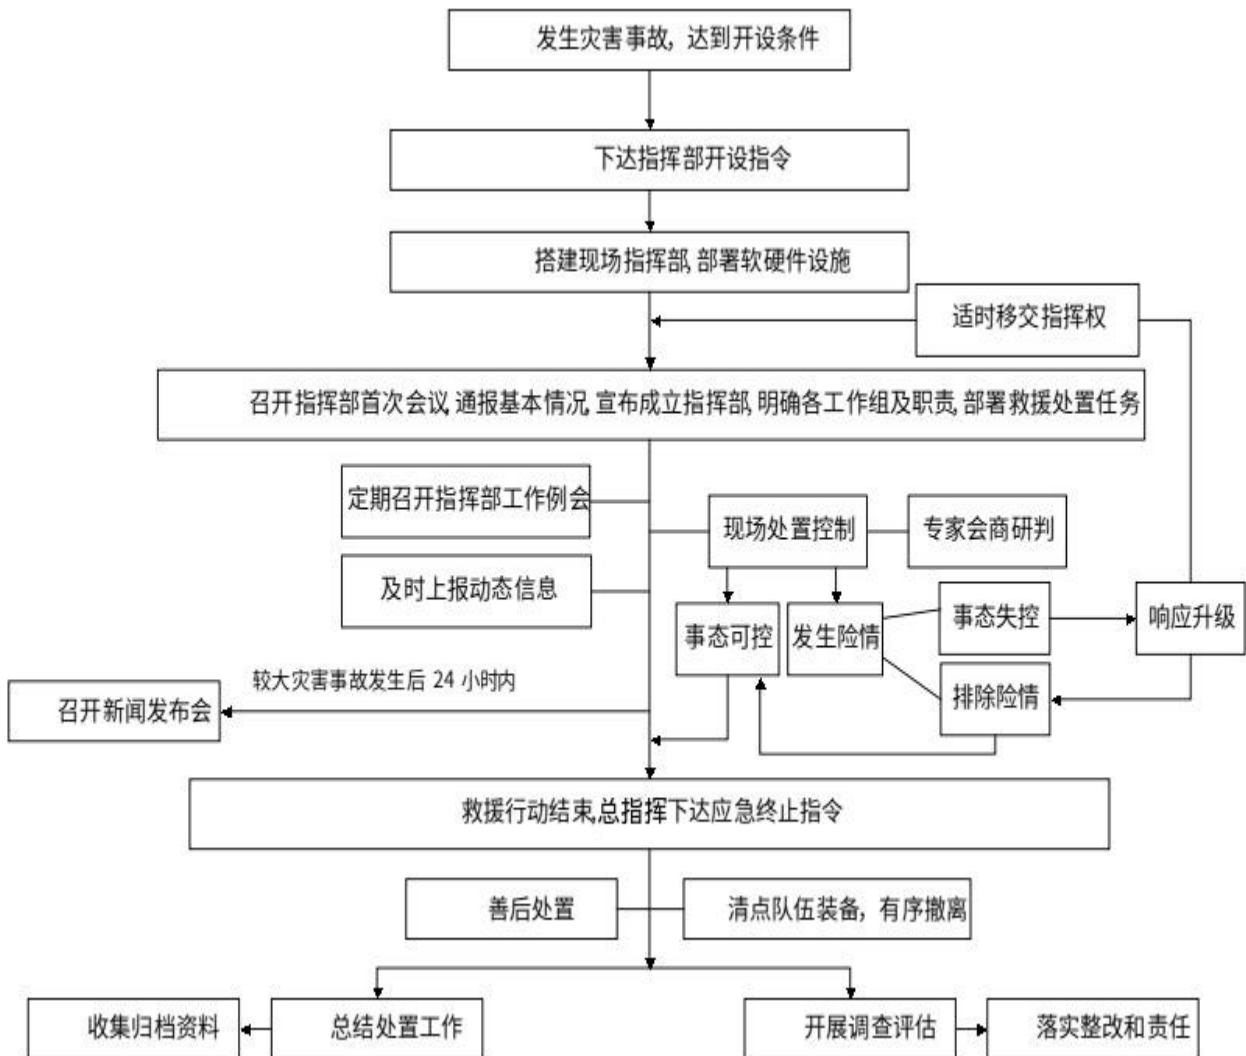 发生灾害事故，达到开设条件
下达指挥部开设指令
搭建现场指挥部,部署软硬件设施
适时移交指挥权
召开指挥部首次会议,通报基本情况,宣布成立指挥部,明确各工作组及职责,部署救援处置任务
定期召开指挥部工作例会
现场处置控制
专家会商研判
及时上报动态信息
事态可控
发生险情
事态失控
响应升级
较大灾害事故发生后 24 小时内
召开新闻发布会
排除险情
救援行动结束,总指挥下达应急终止指令
善后处置
清点队伍装备，有序撤离
收集归档资料
总结处置工作
开展调查评估
落实整改和责任